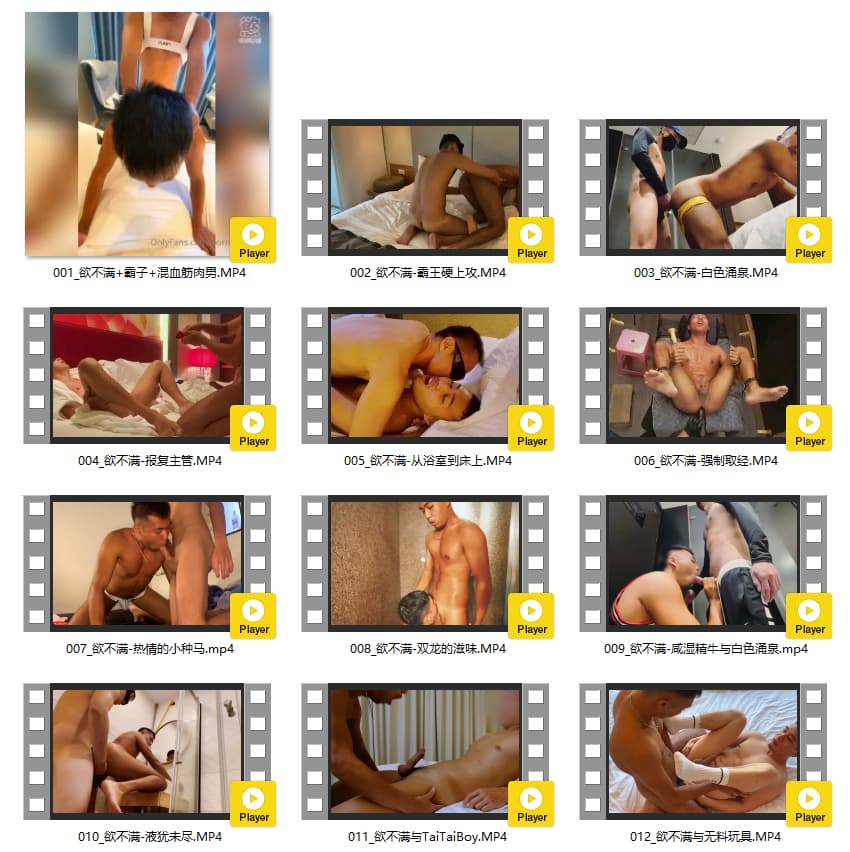 OnlyFans.com/
Player
001_欲不满+霸子+混血筋肉男.MP4
Player
002_欲不满-霸王硬上攻.MP4
Player
003_欲不满-白色涌泉.MP4
Player
004_欲不满-报复主管.MP4
Player
005_欲不满-从浴室到床上.MP4
Player
006_欲不满-强制取经.MP4
Player
007_欲不满-热情的小种马.mp4
Player
008_欲不满-双龙的滋味.MP4
Player
009_欲不满-咸湿精牛与白色涌泉.mp4
Player
010_欲不满-液犹未尽.MP4
Player
011_欲不满与TaiTaiBoy.MP4
Player
012_欲不满与无料玩具.MP4